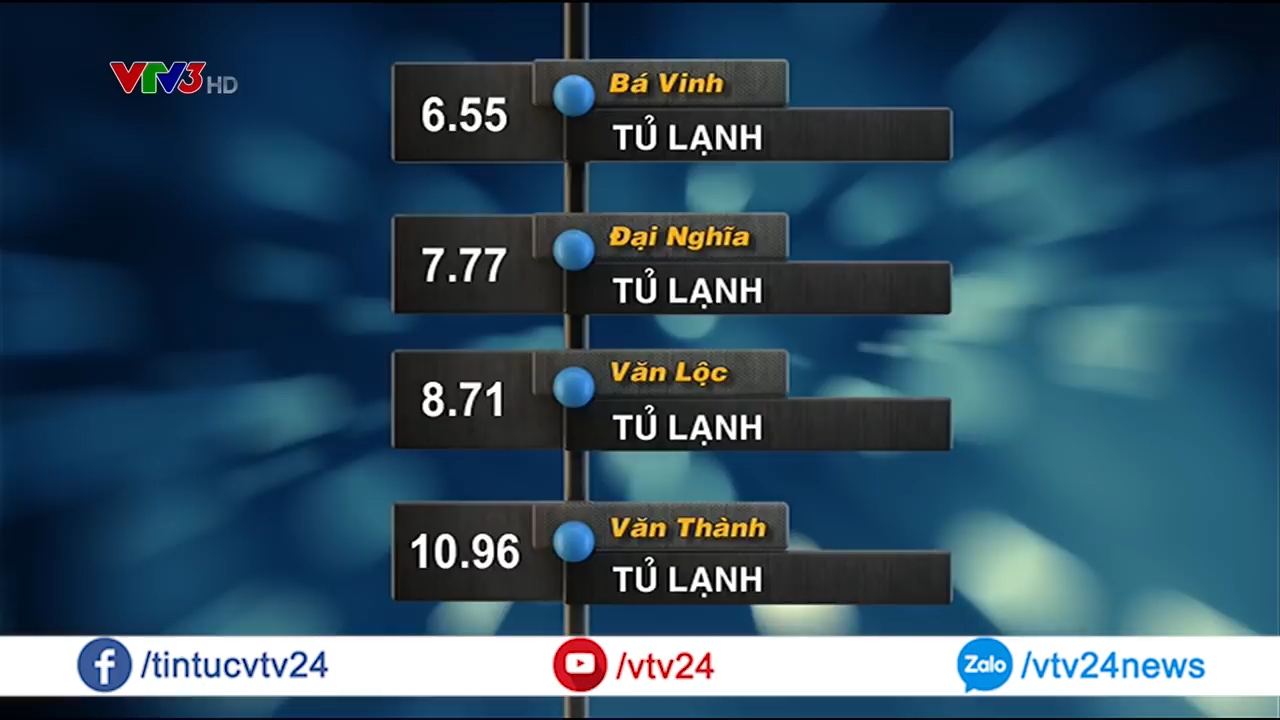 VTV3 HD
6.55
Bá Vinh
TỦ LẠNH
7.77
Đại Nghĩa
TỦ LẠNH
8.71
Văn Lộc
TỦ LẠNH
10.96
Văn Thành
TỦ LẠNH
f /tintucvtv24
/vtv24
Zalo /vtv24news